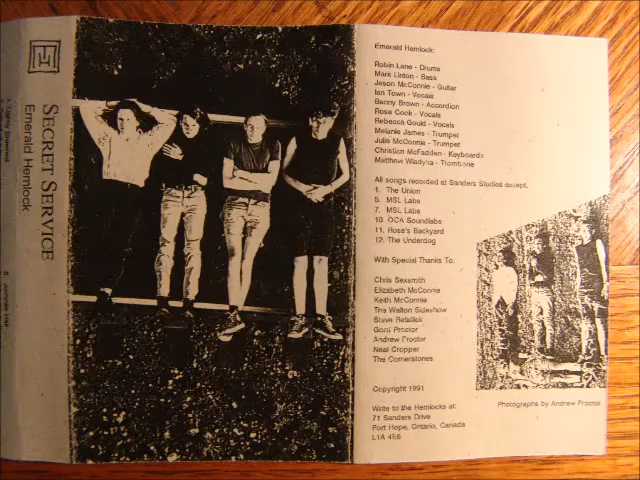 SECRET SERVICE
Emerald Hemlock
Emerald Hemlock:
Robin Lane - Drums
Mark Linton - Bass
Jason McConnie - Guitar
Ian Town - Vocals
Benny Brown - Accordion
Rose Cook - Vocals
Rebecca Gould - Vocals
Melanie James - Trumpet
Julie McConnie - Trumpet
Christien McFadden - Keyboards
Matthew Wladyka - Trombone
All songs recorded at Sanders Studios except:
1. The Union
5. MSL Labs
7. MSL Labs
10. OCA Soundlabs
11. Rose's Backyard
12. The Underdog
With Special Thanks To:
Chris Sexsmith
Elizabeth McConnie
Keith McConnie
The Walton Sideshow
Steve Retallick
Gord Proctor
Andrew Proctor
Neal Cropper
The Cornerstones
Copyright 1991
Write to the Hemlocks at:
71 Sanders Drive
Port Hope, Ontario, Canada
L1A 4E6
Photographs by Andrew Proctor